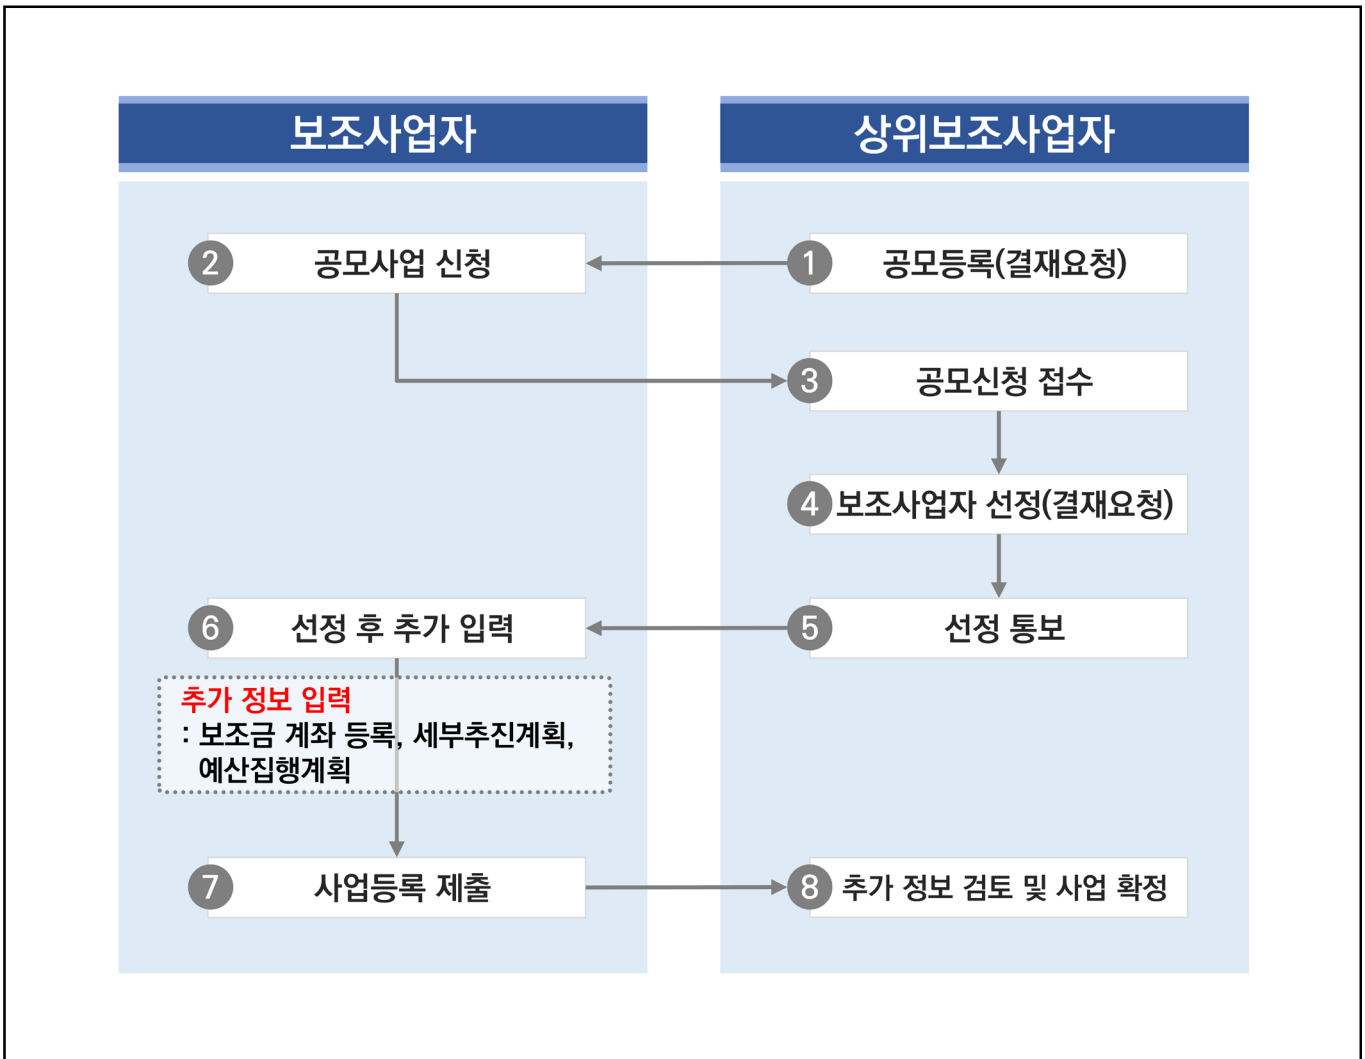 보조사업자
상위보조사업자
1 공모등록(결재요청)
2 공모사업 신청
3 공모신청 접수
4 보조사업자 선정(결재요청)
5 선정 통보
6 선정 후 추가 입력
추가 정보 입력
: 보조금 계좌 등록, 세부추진계획,
예산집행계획
7 사업등록 제출
8 추가 정보 검토 및 사업 확정